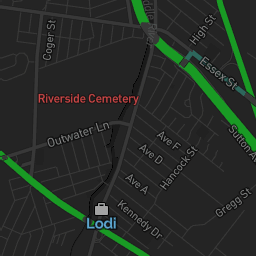 Coger St
High St
Essex St
Riverside Cemetery
Outwater Ln
Sutton Av
Ave F
Ave D
Hancock St
Ave A
Gregg St
Kennedy Dr
Lodi